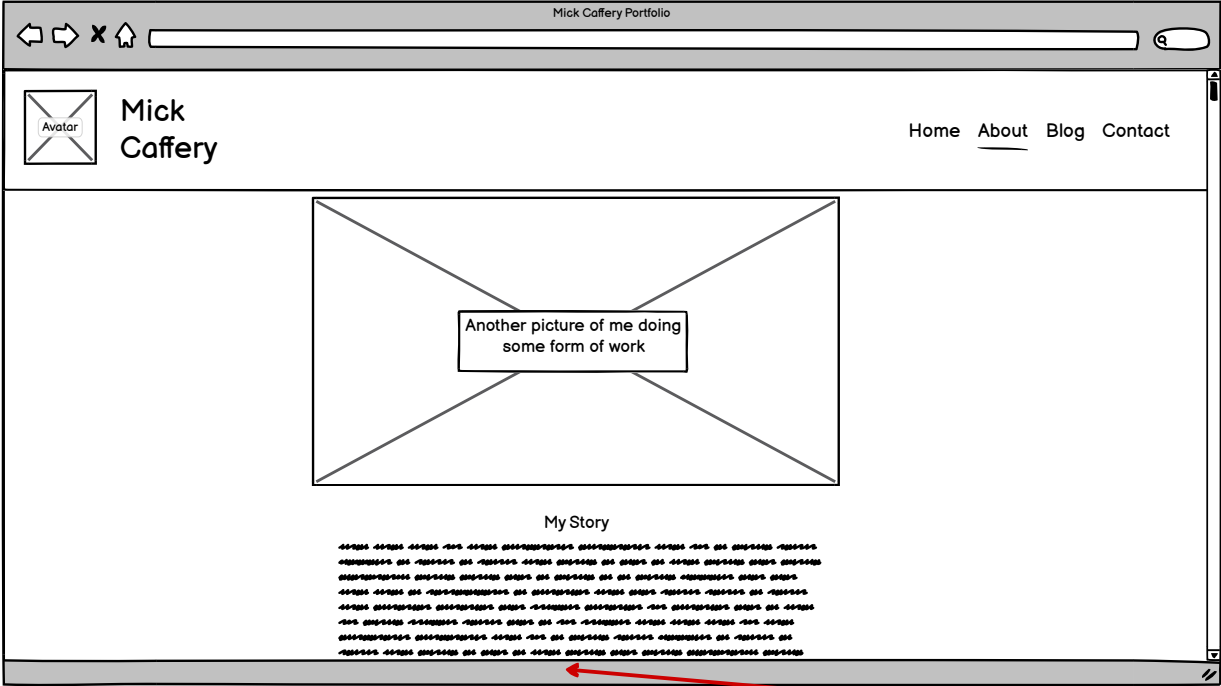 Mick Caffery Portfolio
Avatar
Mick
Caffery
Home About Blog Contact
Another picture of me doing
some form of work
My Story